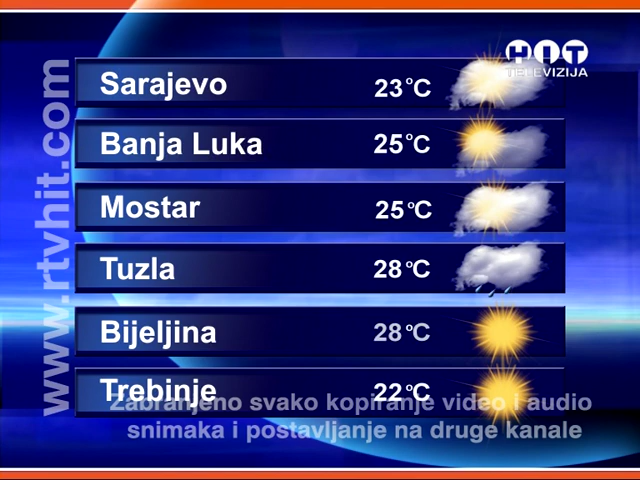 HIT
TELEVIZIJA
Sarajevo 23°C
Banja Luka 25°C
Mostar 25°C
Tuzla 28°C
Bijeljina 28°C
Trebinje 22°C
Zabranjeno svako kopiranje video i audio
snimaka i postavljanje na druge kanale
www.rtvhit.com